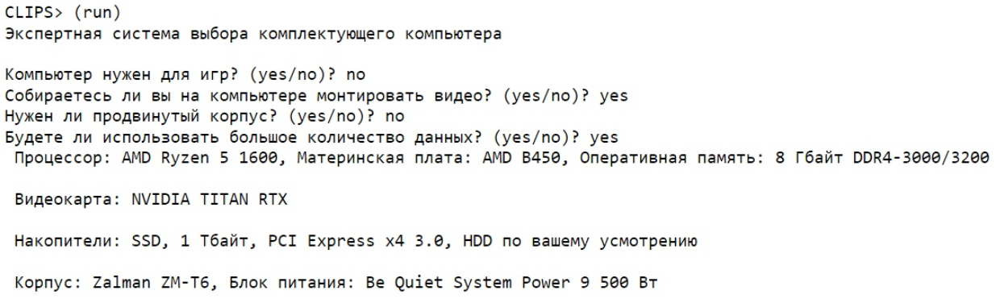 CLIPS> (run)
Экспертная система выбора комплектующего компьютера
Компьютер нужен для игр? (yes/no)? no
Собираетесь ли вы на компьютере монтировать видео? (yes/no)? yes
Нужен ли продвинутый корпус? (yes/no)? no
Будете ли использовать большое количество данных? (yes/no)? yes
Процессор: AMD Ryzen 5 1600, Материнская плата: AMD B450, Оперативная память: 8 Гбайт DDR4-3000/3200
Видеокарта: NVIDIA TITAN RTX
Накопители: SSD, 1 Тбайт, PCI Express x4 3.0, HDD по вашему усмотрению
Корпус: Zalman ZM-T6, Блок питания: Be Quiet System Power 9 500 Вт